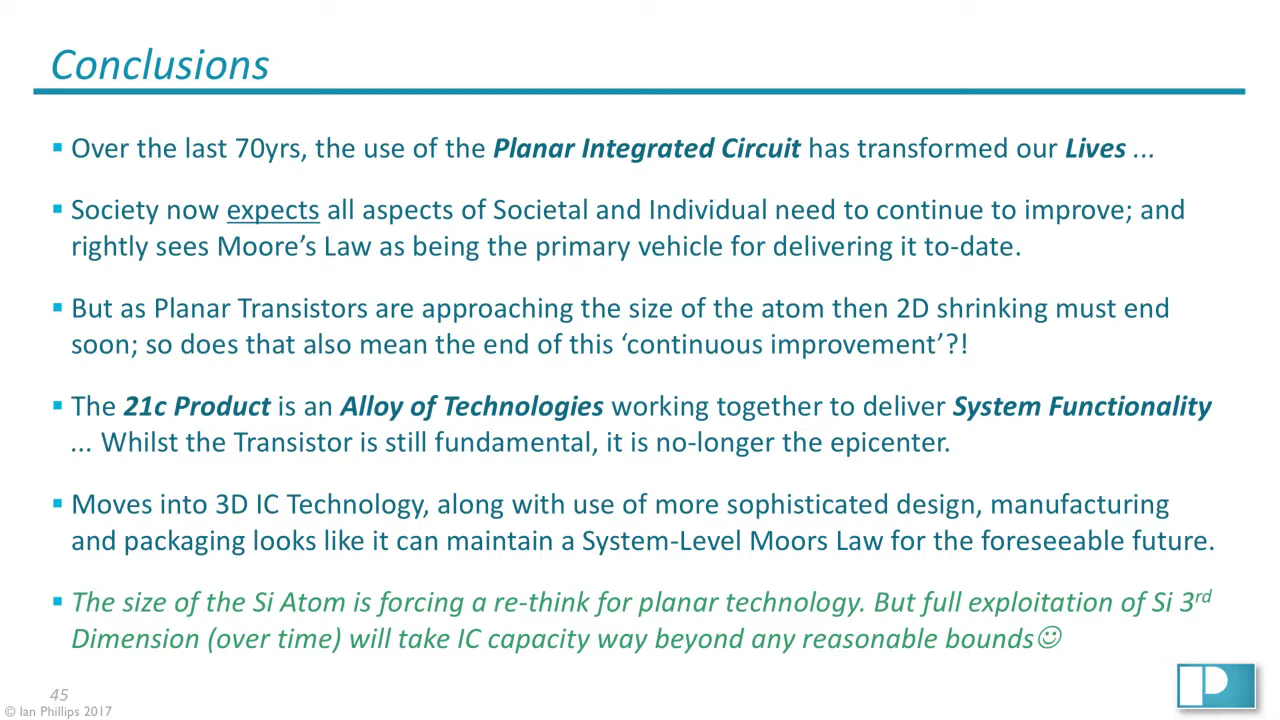 Conclusions
▪ Over the last 70yrs, the use of the Planar Integrated Circuit has transformed our Lives ...
▪ Society now expects all aspects of Societal and Individual need to continue to improve; and
rightly sees Moore’s Law as being the primary vehicle for delivering it to-date.
▪ But as Planar Transistors are approaching the size of the atom then 2D shrinking must end
soon; so does that also mean the end of this ‘continuous improvement’?!
▪ The 21c Product is an Alloy of Technologies working together to deliver System Functionality
... Whilst the Transistor is still fundamental, it is no-longer the epicenter.
▪ Moves into 3D IC Technology, along with use of more sophisticated design, manufacturing
and packaging looks like it can maintain a System-Level Moors Law for the foreseeable future.
▪ The size of the Si Atom is forcing a re-think for planar technology. But full exploitation of Si 3rd
Dimension (over time) will take IC capacity way beyond any reasonable bounds☺
45
© Ian Phillips 2017
P